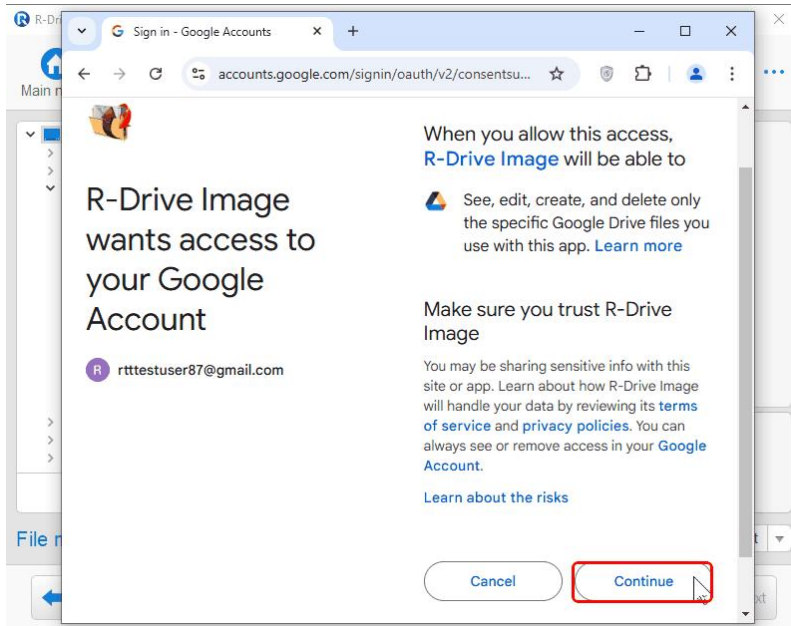 R-Dri
Sign in - Google Accounts
accounts.google.com/signin/oauth/v2/consentsu...
Main
R-Drive Image
wants access to
your Google
Account
R
rtttestuser87@gmail.com
When you allow this access,
R-Drive Image will be able to
See, edit, create, and delete only
the specific Google Drive files you
use with this app. Learn more
Make sure you trust R-Drive
Image
You may be sharing sensitive info with this
site or app. Learn about how R-Drive Image
will handle your data by reviewing its terms
of service and privacy policies. You can
always see or remove access in your Google
Account.
Learn about the risks
File
Cancel
Continue